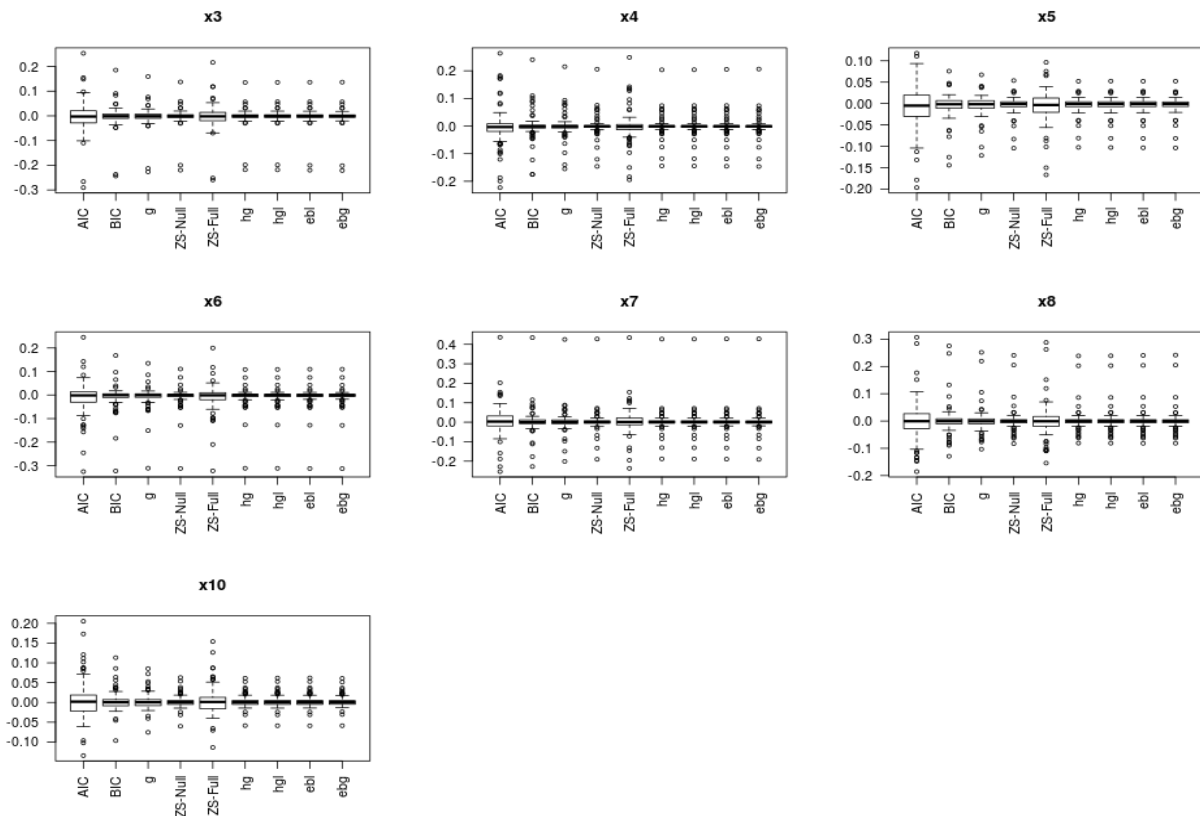 x3
0.2
0.1
0.0
-0.1
-0.2
-0.3
AIC
BIC
g
ZS-Null
ZS-Full
hg
hgl
ebl
ebg
x4
0.2
0.1
0.0
-0.1
-0.2
AIC
BIC
g
ZS-Null
ZS-Full
hg
hgl
ebl
ebg
x5
0.10
0.05
0.00
-0.05
-0.10
-0.15
-0.20
AIC
BIC
g
ZS-Null
ZS-Full
hg
hgl
ebl
ebg
x6
0.2
0.1
0.0
-0.1
-0.2
-0.3
AIC
BIC
g
ZS-Null
ZS-Full
hg
hgl
ebl
ebg
x7
0.4
0.3
0.2
0.1
0.0
-0.1
-0.2
AIC
BIC
g
ZS-Null
ZS-Full
hg
hgl
ebl
ebg
x8
0.3
0.2
0.1
0.0
-0.1
-0.2
AIC
BIC
g
ZS-Null
ZS-Full
hg
hgl
ebl
ebg
x10
0.20
0.15
0.10
0.05
0.00
-0.05
-0.10
AIC
BIC
g
ZS-Null
ZS-Full
hg
hgl
ebl
ebg